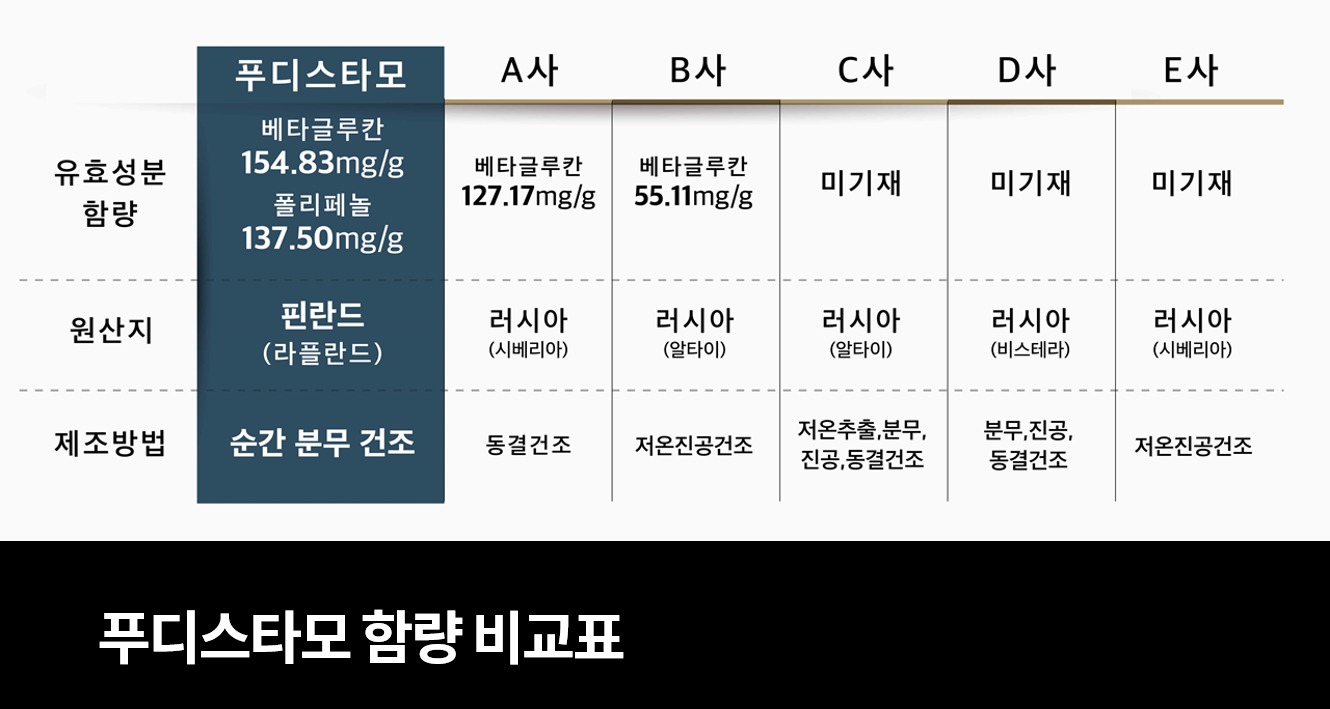 푸디스타모 A사 B사 C사 D사 E사
유효성분
함량
베타글루칸
154.83mg/g
폴리페놀
137.50mg/g
베타글루칸
127.17mg/g
베타글루칸
55.11mg/g
미기재
미기재
미기재
원산지
핀란드
(라플란드)
러시아
(시베리아)
러시아
(알타이)
러시아
(알타이)
러시아
(비스테라)
러시아
(시베리아)
제조방법
순간 분무 건조
동결건조
저온진공건조
저온추출,분무,
진공,동결건조
분무,진공,
동결건조
저온진공건조
푸디스타모 함량 비교표